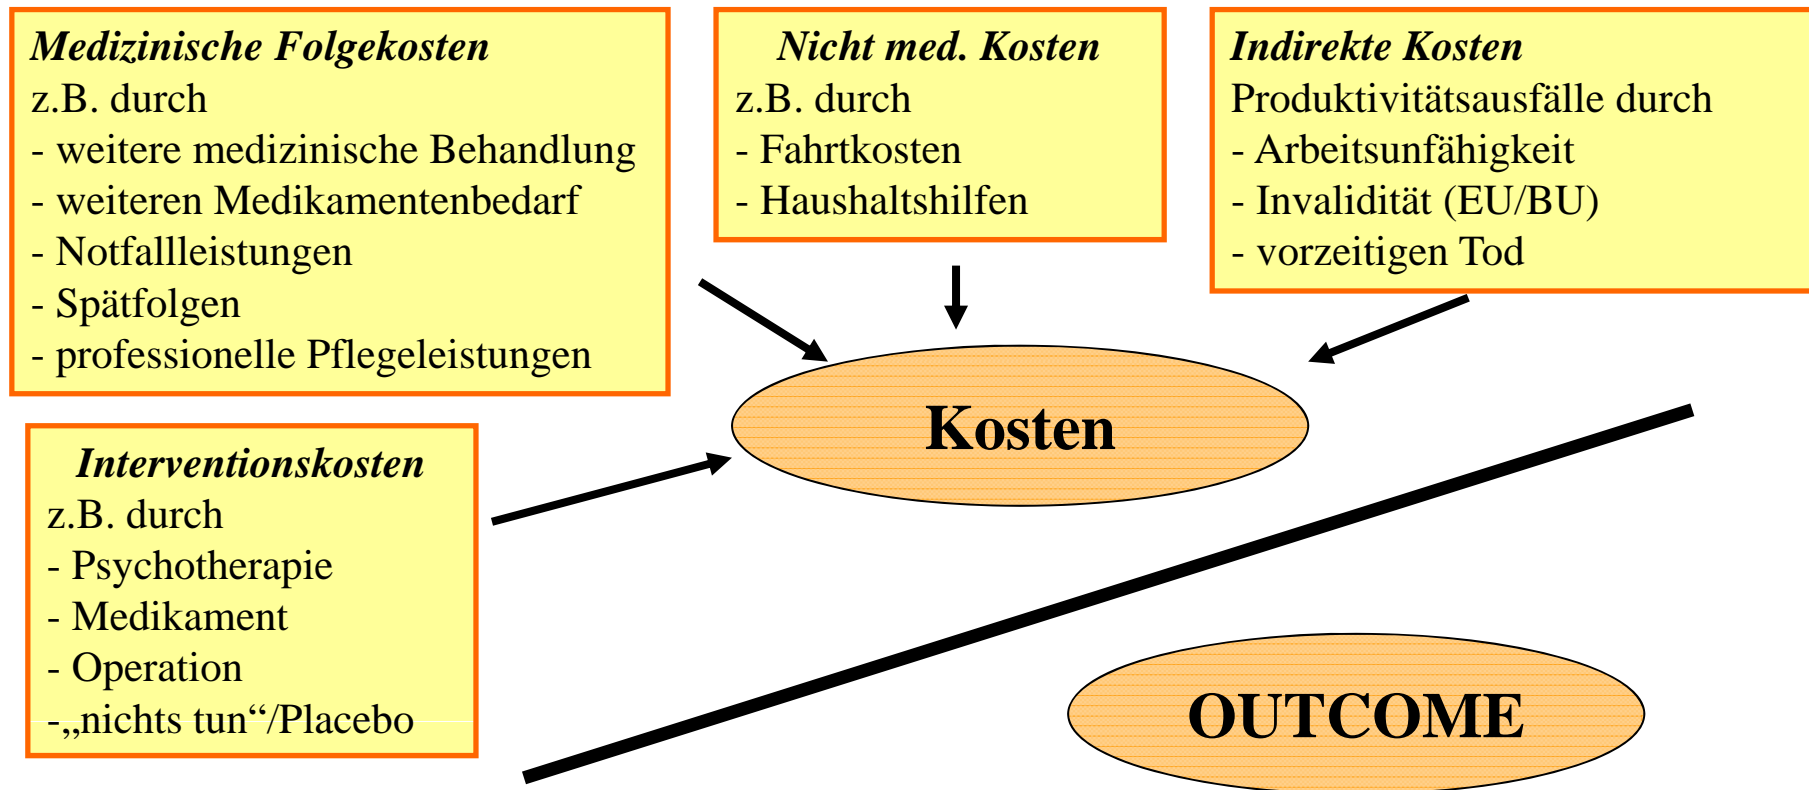 Medizinische Folgekosten
z.B. durch
- weitere medizinische Behandlung
- weiteren Medikamentenbedarf
- Notfallleistungen
- Spätfolgen
- professionelle Pflegeleistungen
Nicht med. Kosten
z.B. durch
- Fahrtkosten
- Haushaltshilfen
Indirekte Kosten
Produktivitätsausfälle durch
- Arbeitsunfähigkeit
- Invalidität (EU/BU)
- vorzeitigen Tod
Kosten
Interventionskosten
z.B. durch
- Psychotherapie
- Medikament
- Operation
-„nichts tun“/Placebo
OUTCOME